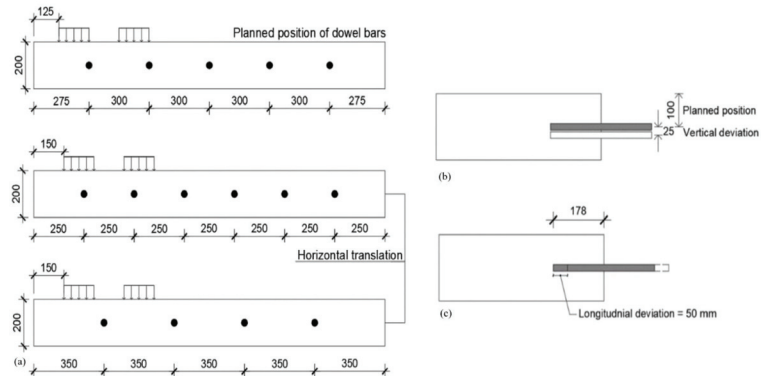 125
Planned position of dowel bars
200
275 300 300 300 300 275
150
200
250 250 250 250 250 250 250
Horizontal translation
150
200
(a)
350 350 350 350 350
100
Planned position
25 Vertical deviation
(b)
178
(c)
Longitudnial deviation = 50 mm